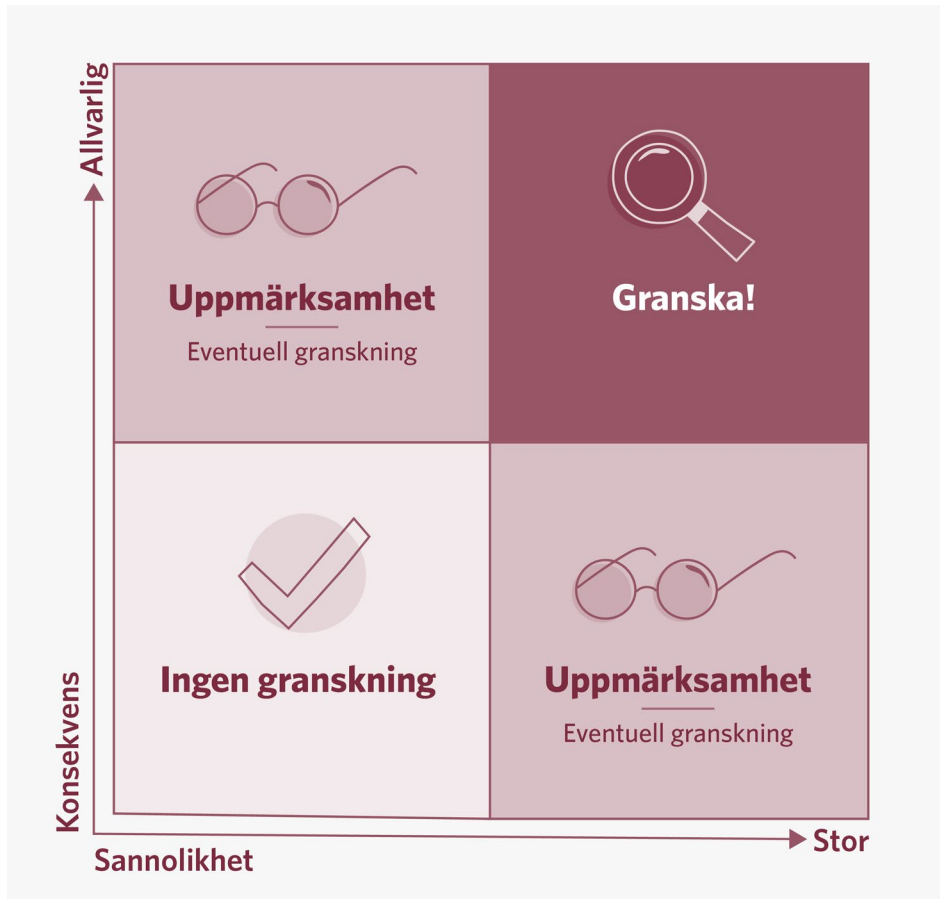 Allvarlig
Uppmärksamhet
Eventuell granskning
Granska!
Ingen granskning
Uppmärksamhet
Eventuell granskning
Konsekvens
Sannolikhet
Stor